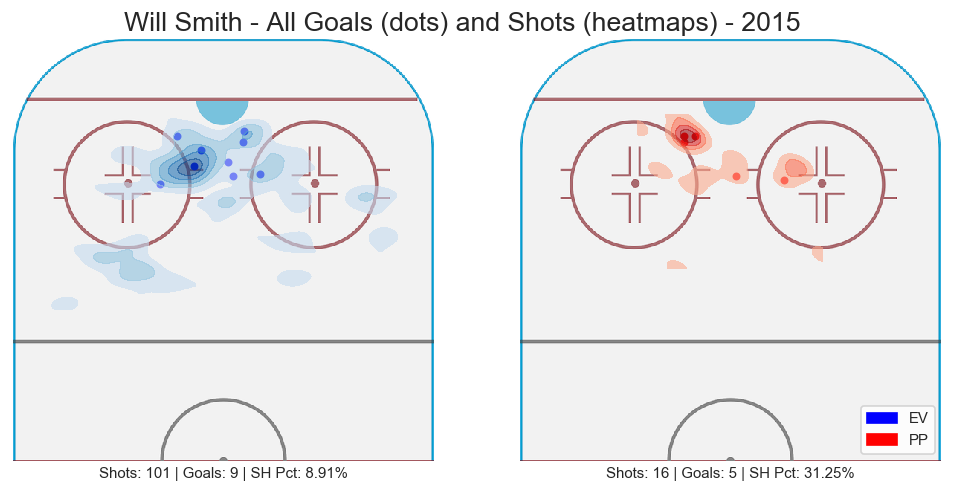 Will Smith - All Goals (dots) and Shots (heatmaps) - 2015
EV
PP
Shots: 101 | Goals: 9 | SH Pct: 8.91%
Shots: 16 | Goals: 5 | SH Pct: 31.25%